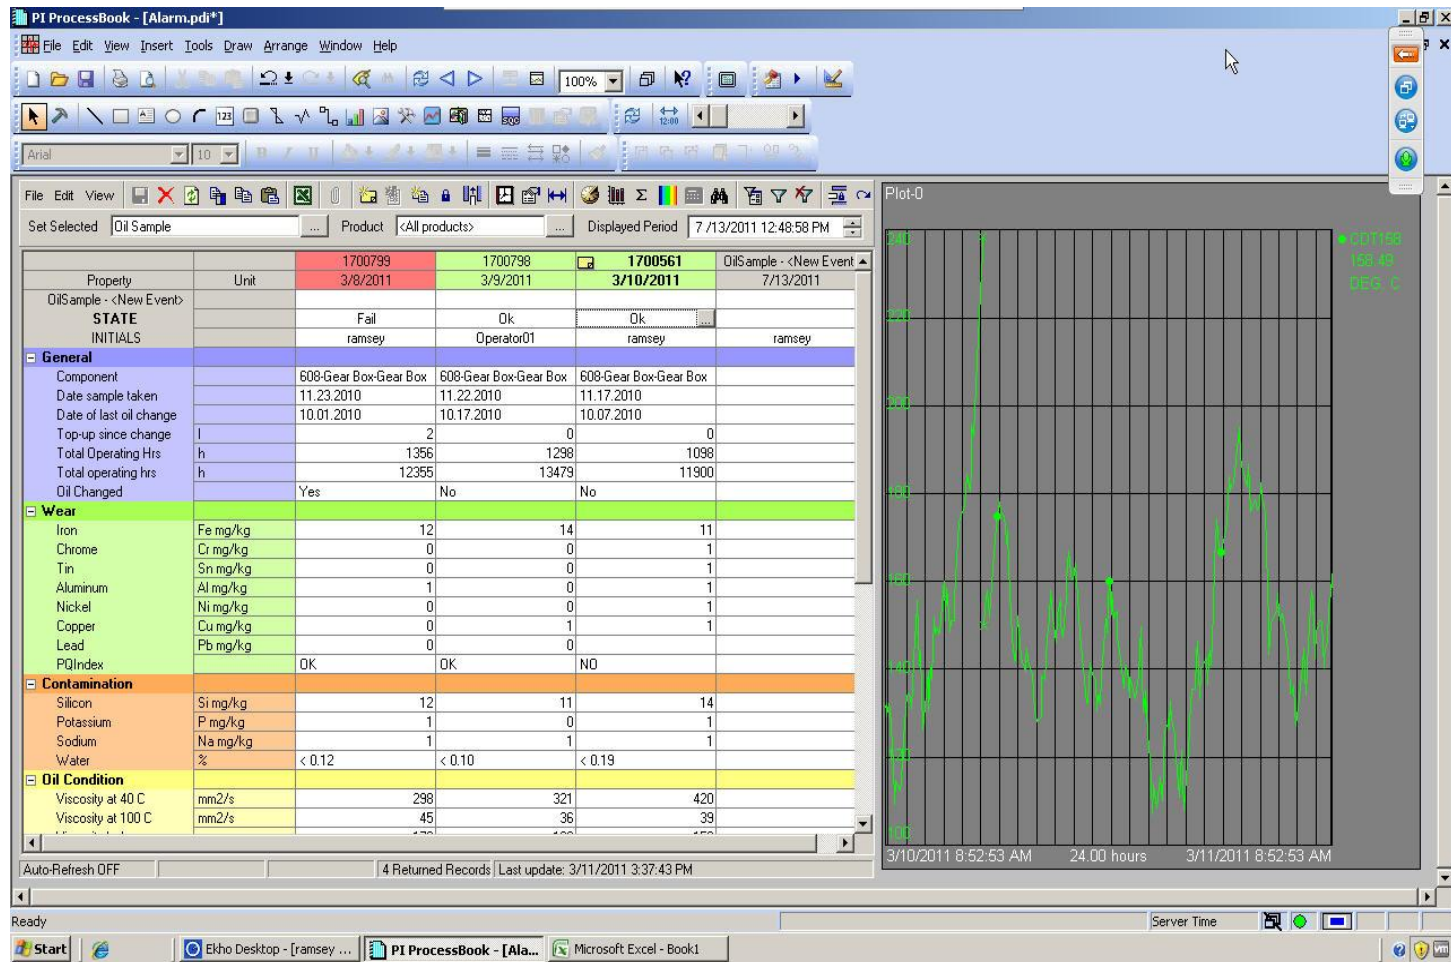 PI ProcessBook - [Alarm.pdi*]
File Edit View Insert Tools Draw Arrange Window Help
100%
123 SQC 12:00
Arial 10 B I U
File Edit View Σ
Set Selected Oil Sample ... Product <All products> ... Displayed Period 7 /13/2011 12:48:58 PM
1700799 1700798 1700561 OilSample - <New Event
Property Unit 3/8/2011 3/9/2011 3/10/2011 7/13/2011
OilSample - <New Event>
STATE Fail Ok Ok ...
INITIALS ramsey Operator01 ramsey ramsey
General
Component 608-Gear Box-Gear Box 608-Gear Box-Gear Box 608-Gear Box-Gear Box
Date sample taken 11.23.2010 11.22.2010 11.17.2010
Date of last oil change 10.01.2010 10.17.2010 10.07.2010
Top-up since change l 2 0 0
Total Operating Hrs h 1356 1298 1098
Total operating hrs h 12355 13479 11900
Oil Changed Yes No No
Wear
Iron Fe mg/kg 12 14 11
Chrome Cr mg/kg 0 0 1
Tin Sn mg/kg 0 0 1
Aluminum Al mg/kg 1 0 1
Nickel Ni mg/kg 0 0 1
Copper Cu mg/kg 0 1 1
Lead Pb mg/kg 0 0
PQIndex OK OK NO
Contamination
Silicon Si mg/kg 12 11 14
Potassium P mg/kg 1 0 1
Sodium Na mg/kg 1 1 1
Water % < 0.12 < 0.10 < 0.19
Oil Condition
Viscosity at 40 C mm2/s 298 321 420
Viscosity at 100 C mm2/s 45 36 39
Auto-Refresh OFF 4 Returned Records Last update: 3/11/2011 3:37:43 PM
Plot-0
240
220
200
180
160
140
120
100
CDT158
158.49
DEG. C
3/10/2011 8:52:53 AM 24.00 hours 3/11/2011 8:52:53 AM
Ready Server Time
Start Ekho Desktop - [ramsey ... PI ProcessBook - [Ala... Microsoft Excel - Book1 vm